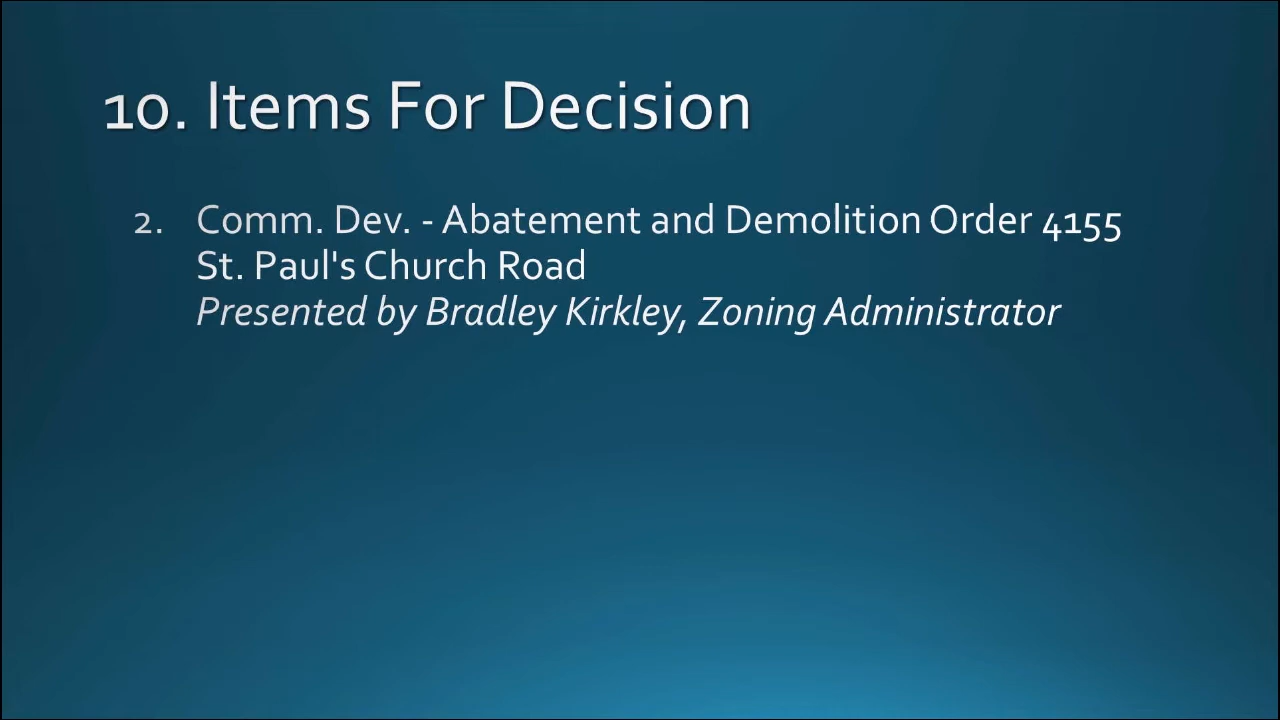 10. Items For Decision
2. Comm. Dev. - Abatement and Demolition Order 4155
St. Paul's Church Road
Presented by Bradley Kirkley, Zoning Administrator